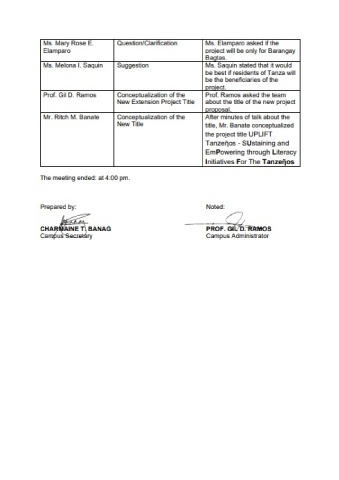 Ms. Mary Rose E. Elamparo
Question/Clarification
Ms. Elamparo asked if the
project will be only for Barangay
Bagtas.
Ms. Melona I. Saquin
Suggestion
Ms. Saquin stated that it would
be best if residents of Tanza will
be the beneficiaries of the
project.
Prof. Gil D. Ramos
Conceptualization of the
New Extension Project Title
Prof. Ramos asked the team
about the title of the new project
proposal.
Mr. Ritch M. Banate
Conceptualization of the
New Title
After minutes of talk about the
title, Mr. Banate conceptualized
the project title UPLIFT
Tanzeños - SUstaining and
EmPowering through Literacy
Initiatives For The Tanzeños
The meeting ended: at 4:00 pm.
Prepared by:
Noted:
CHARMAINE T. BANAG
PROF. GIL D. RAMOS
Campus Secretary
Campus Administrator